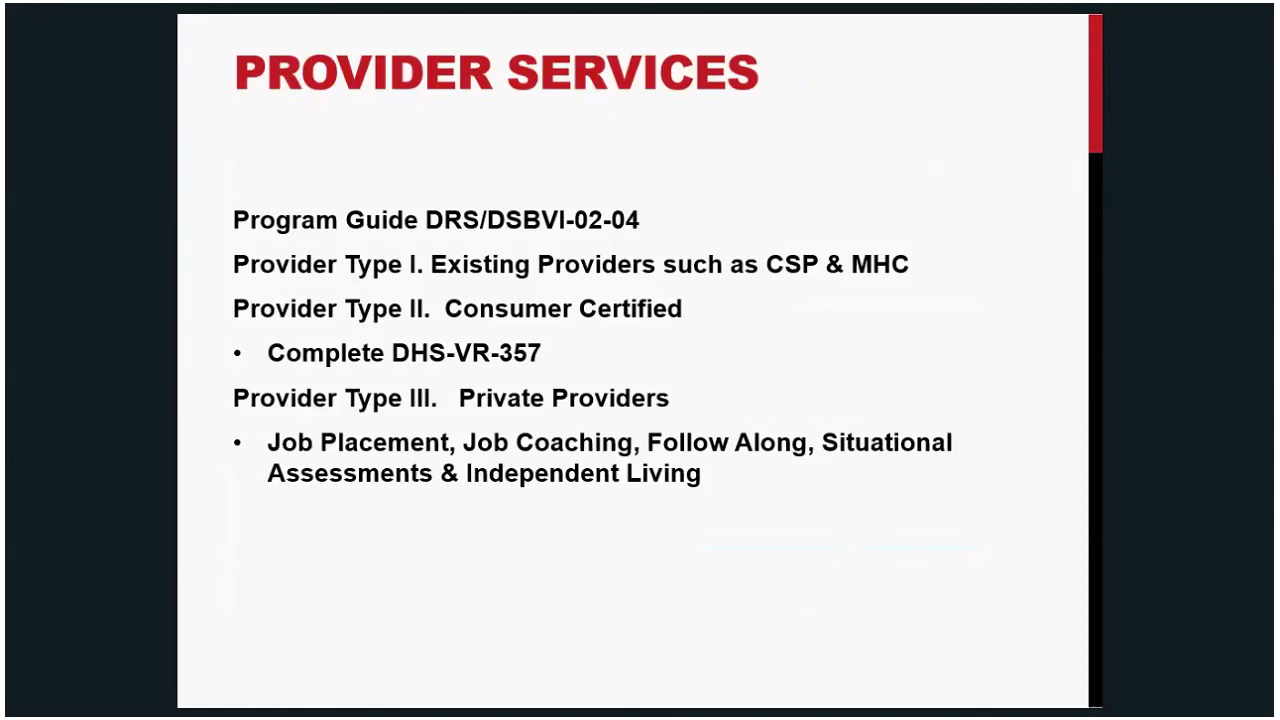 PROVIDER SERVICES
Program Guide DRS/DSBVI-02-04
Provider Type I. Existing Providers such as CSP & MHC
Provider Type II.  Consumer Certified
• Complete DHS-VR-357
Provider Type III.   Private Providers
• Job Placement, Job Coaching, Follow Along, Situational
Assessments & Independent Living